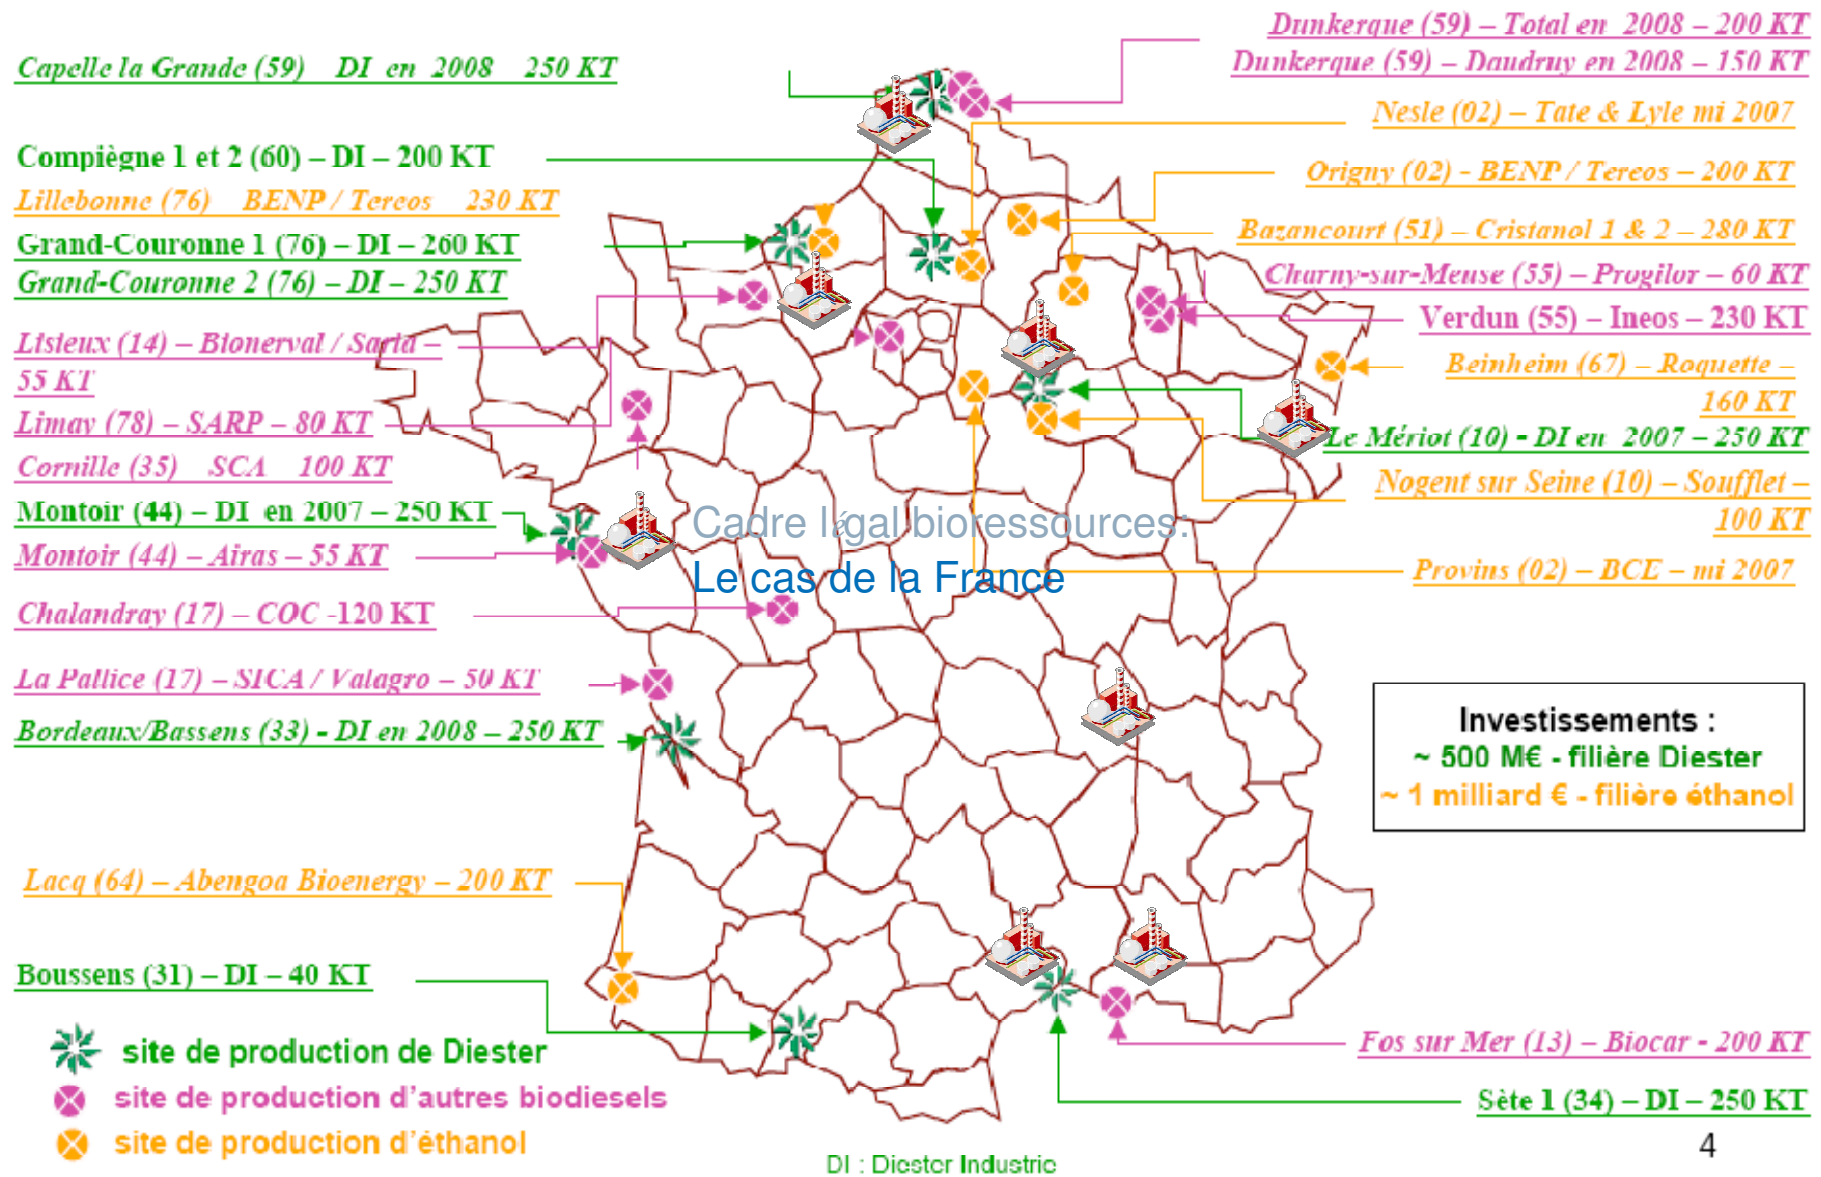 Capelle la Grande (59) DI en 2008 250 KT
Compiègne 1 et 2 (60) – DI – 200 KT
Lillebonne (76) BENP / Tereos 230 KT
Grand-Couronne 1 (76) – DI – 260 KT
Grand-Couronne 2 (76) – DI – 250 KT
Lisieux (14) – Bionerval / Saria –
55 KT
Limay (78) – SARP – 80 KT
Cornille (35) SCA 100 KT
Montoir (44) – DI en 2007 – 250 KT
Montoir (44) – Airas – 55 KT
Chalandray (17) – COC -120 KT
La Pallice (17) – SICA / Valagro – 50 KT
Bordeaux/Bassens (33) - DI en 2008 – 250 KT
Lacq (64) – Abengoa Bioenergy – 200 KT
Boussens (31) – DI – 40 KT
site de production de Diester
site de production d'autres biodiesels
site de production d'éthanol
Cadre légal bioressources:
Le cas de la France
Dunkerque (59) – Total en 2008 – 200 KT
Dunkerque (59) – Daudruy en 2008 – 150 KT
Nesle (02) – Tate & Lyle mi 2007
Origny (02) - BENP / Tereos – 200 KT
Bazancourt (51) – Cristanol 1 & 2 – 280 KT
Charny-sur-Meuse (55) – Progilor – 60 KT
Verdun (55) – Ineos – 230 KT
Beinheim (67) – Roquette –
160 KT
Le Mériot (10) - DI en 2007 – 250 KT
Nogent sur Seine (10) – Soufflet –
100 KT
Provins (02) – BCE – mi 2007
Investissements :
~ 500 M€ - filière Diester
~ 1 milliard € - filière éthanol
Fos sur Mer (13) – Biocar - 200 KT
Sète 1 (34) – DI – 250 KT
4
DI : Diester Industrie